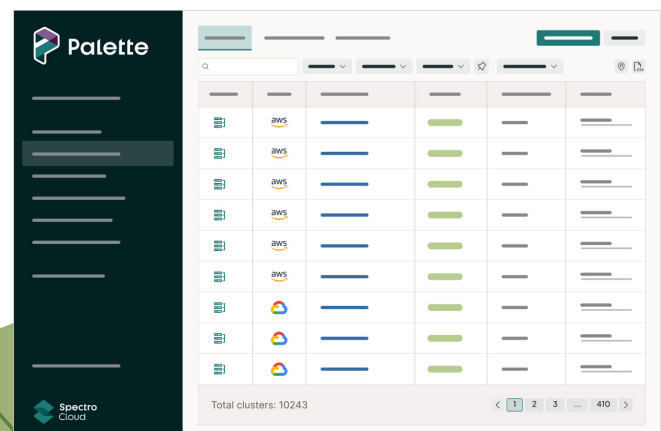 Palette
aws
aws
aws
aws
aws
aws
Total clusters: 10243
< 1 2 3 ... 410 >
Spectro
Cloud